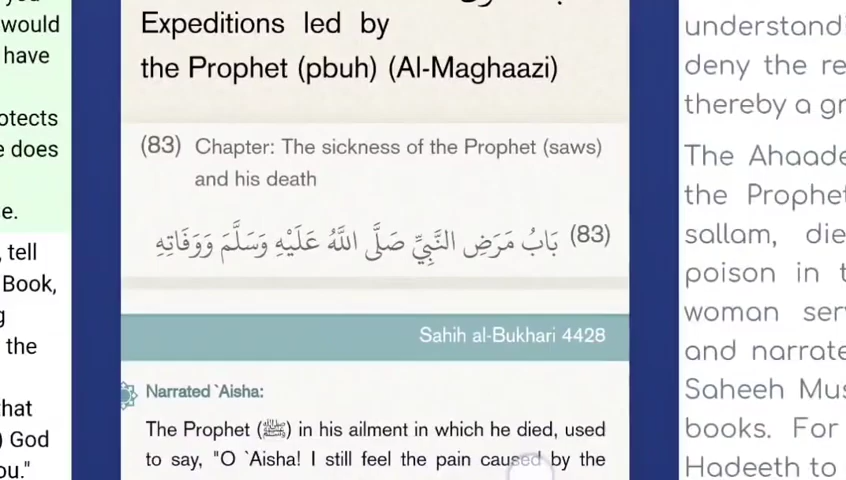 would
have
otects
e does
e.
, tell
Book,
g
the
that
) God
ou."
Expeditions led by
the Prophet (pbuh) (Al-Maghaazi)
(83) Chapter: The sickness of the Prophet (saws)
and his death
(83) بَابُ مَرَضِ النَّبِيِّ صَلَّى اللَّهُ عَلَيْهِ وَسَلَّمَ وَوَفَاتِهِ
Sahih al-Bukhari 4428
Narrated `Aisha:
The Prophet (ﷺ) in his ailment in which he died, used
to say, "O `Aisha! I still feel the pain caused by the
understandi
deny the re
thereby a gr
The Ahaade
the Prophet
sallam, die
poison in t
woman serv
and narrate
Saheeh Mus
books. For
Hadeeth to